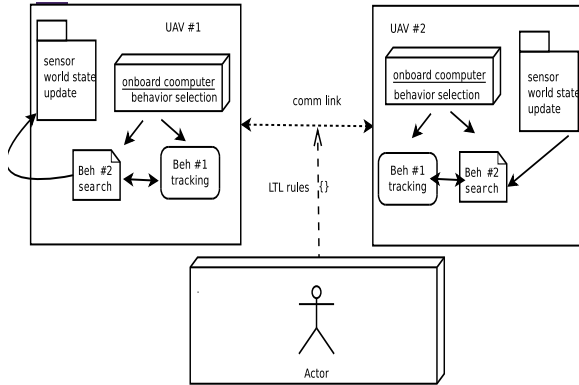 UAV #1
sensor
world state
update
onboard coomputer
behavior selection
Beh #2
search
Beh #1
tracking
comm link
LTL rules {}
UAV #2
onboard coomputer
behavior selection
sensor
world state
update
Beh #1
tracking
Beh #2
search
Actor